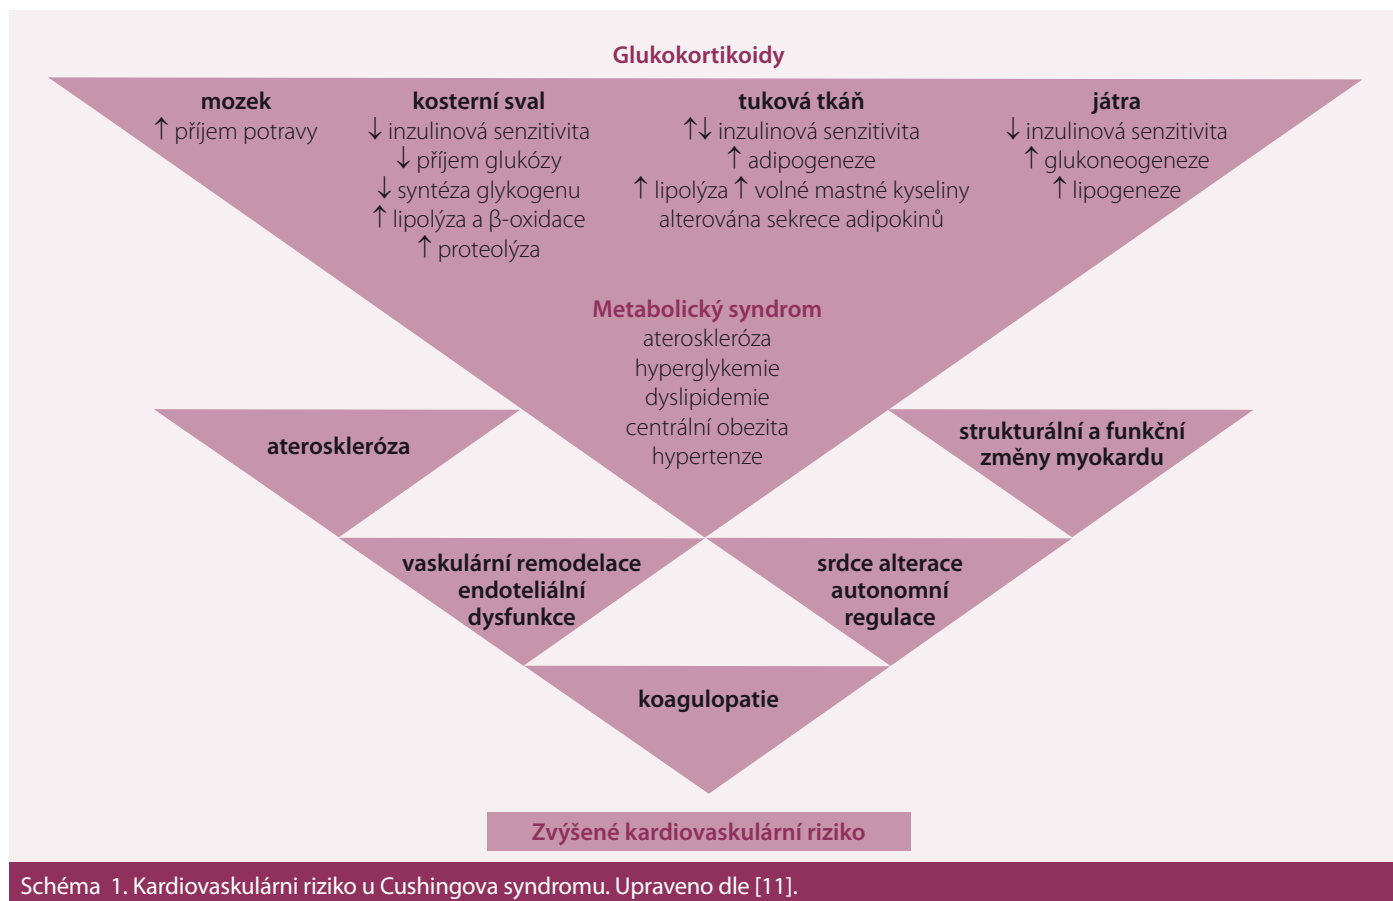 Glukokortikoidy
mozek
↑ příjem potravy
kosterní sval
↓ inzulinová senzitivita
↓ příjem glukózy
↓ syntéza glykogenu
↑ lipolýza a β-oxidace
↑ proteolýza
tuková tkáň
↑↓ inzulinová senzitivita
↑ adipogeneze
↑ lipolýza ↑ volné mastné kyseliny
alterována sekrece adipokinů
játra
↓ inzulinová senzitivita
↑ glukoneogeneze
↑ lipogeneze
Metabolický syndrom
ateroskleróza
hyperglykemie
dyslipidemie
centrální obezita
hypertenze
ateroskleróza
strukturální a funkční
změny myokardu
vaskulární remodelace
endoteliální
dysfunkce
srdce alterace
autonomní
regulace
koagulopatie
Zvýšené kardiovaskulární riziko
Schéma 1. Kardiovaskulárni riziko u Cushingova syndromu. Upraveno dle [11].